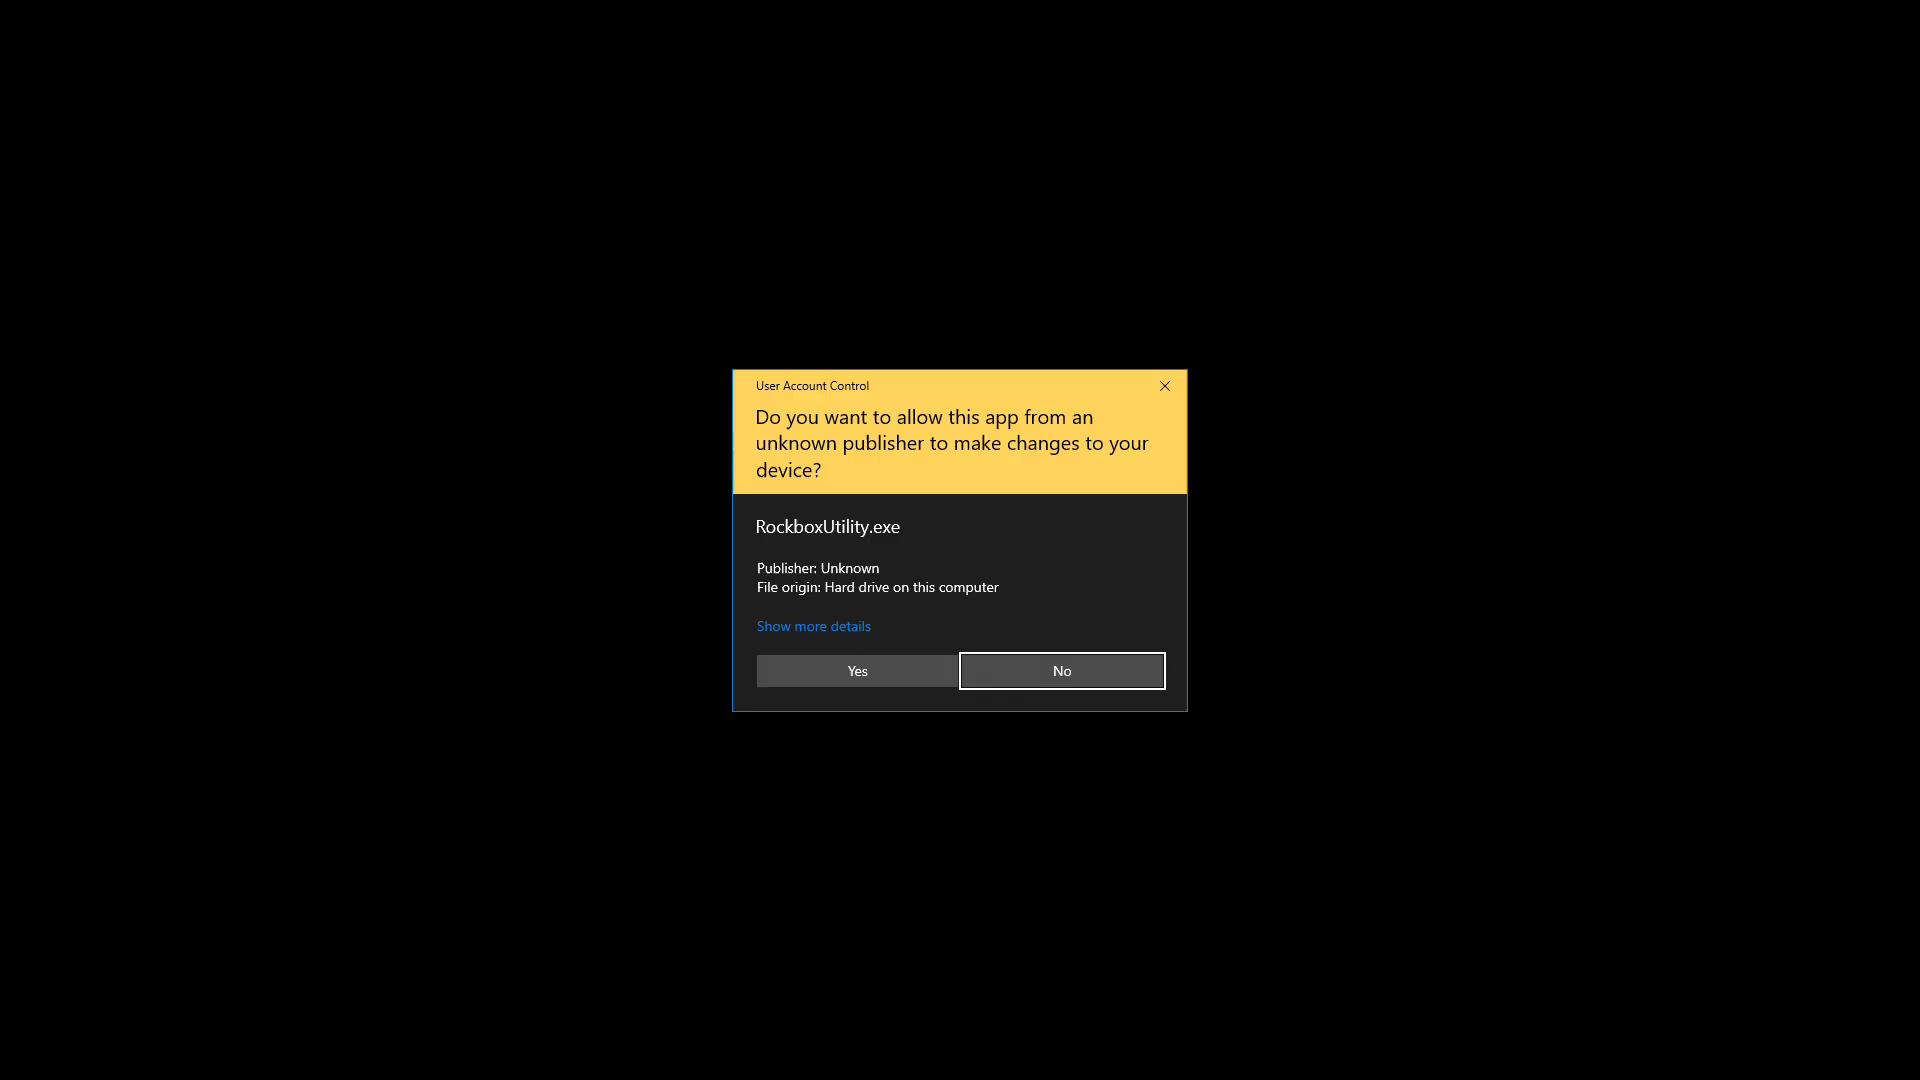 User Account Control
Do you want to allow this app from an
unknown publisher to make changes to your
device?
RockboxUtility.exe
Publisher: Unknown
File origin: Hard drive on this computer
Show more details
Yes
No